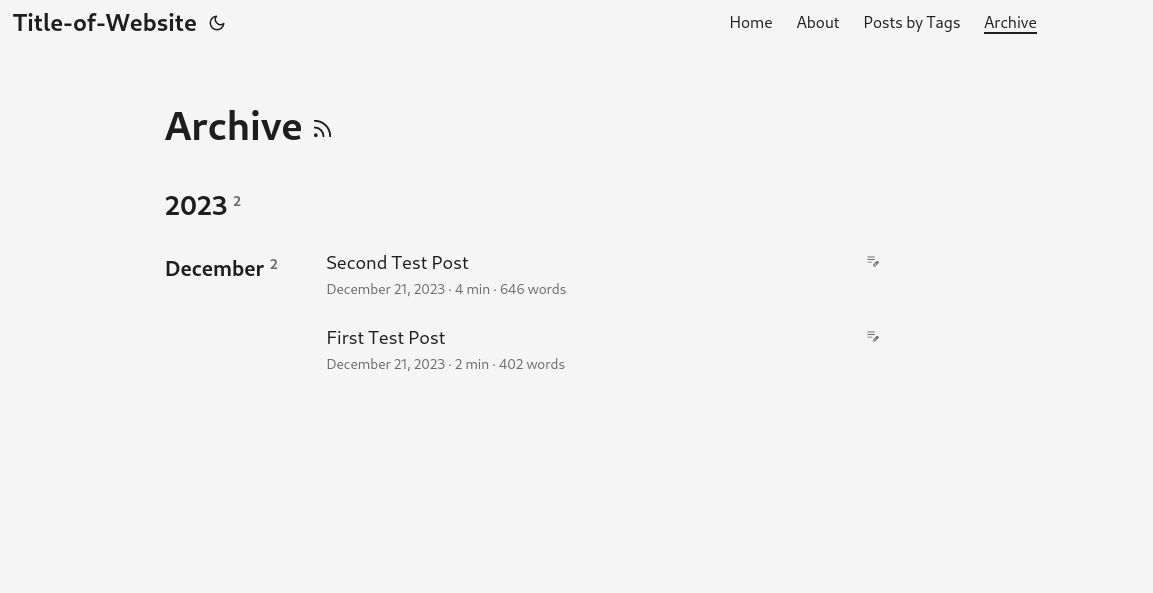 Title-of-Website
Home About Posts by Tags Archive
Archive
2023 2
December 2
Second Test Post
December 21, 2023 · 4 min · 646 words
First Test Post
December 21, 2023 · 2 min · 402 words